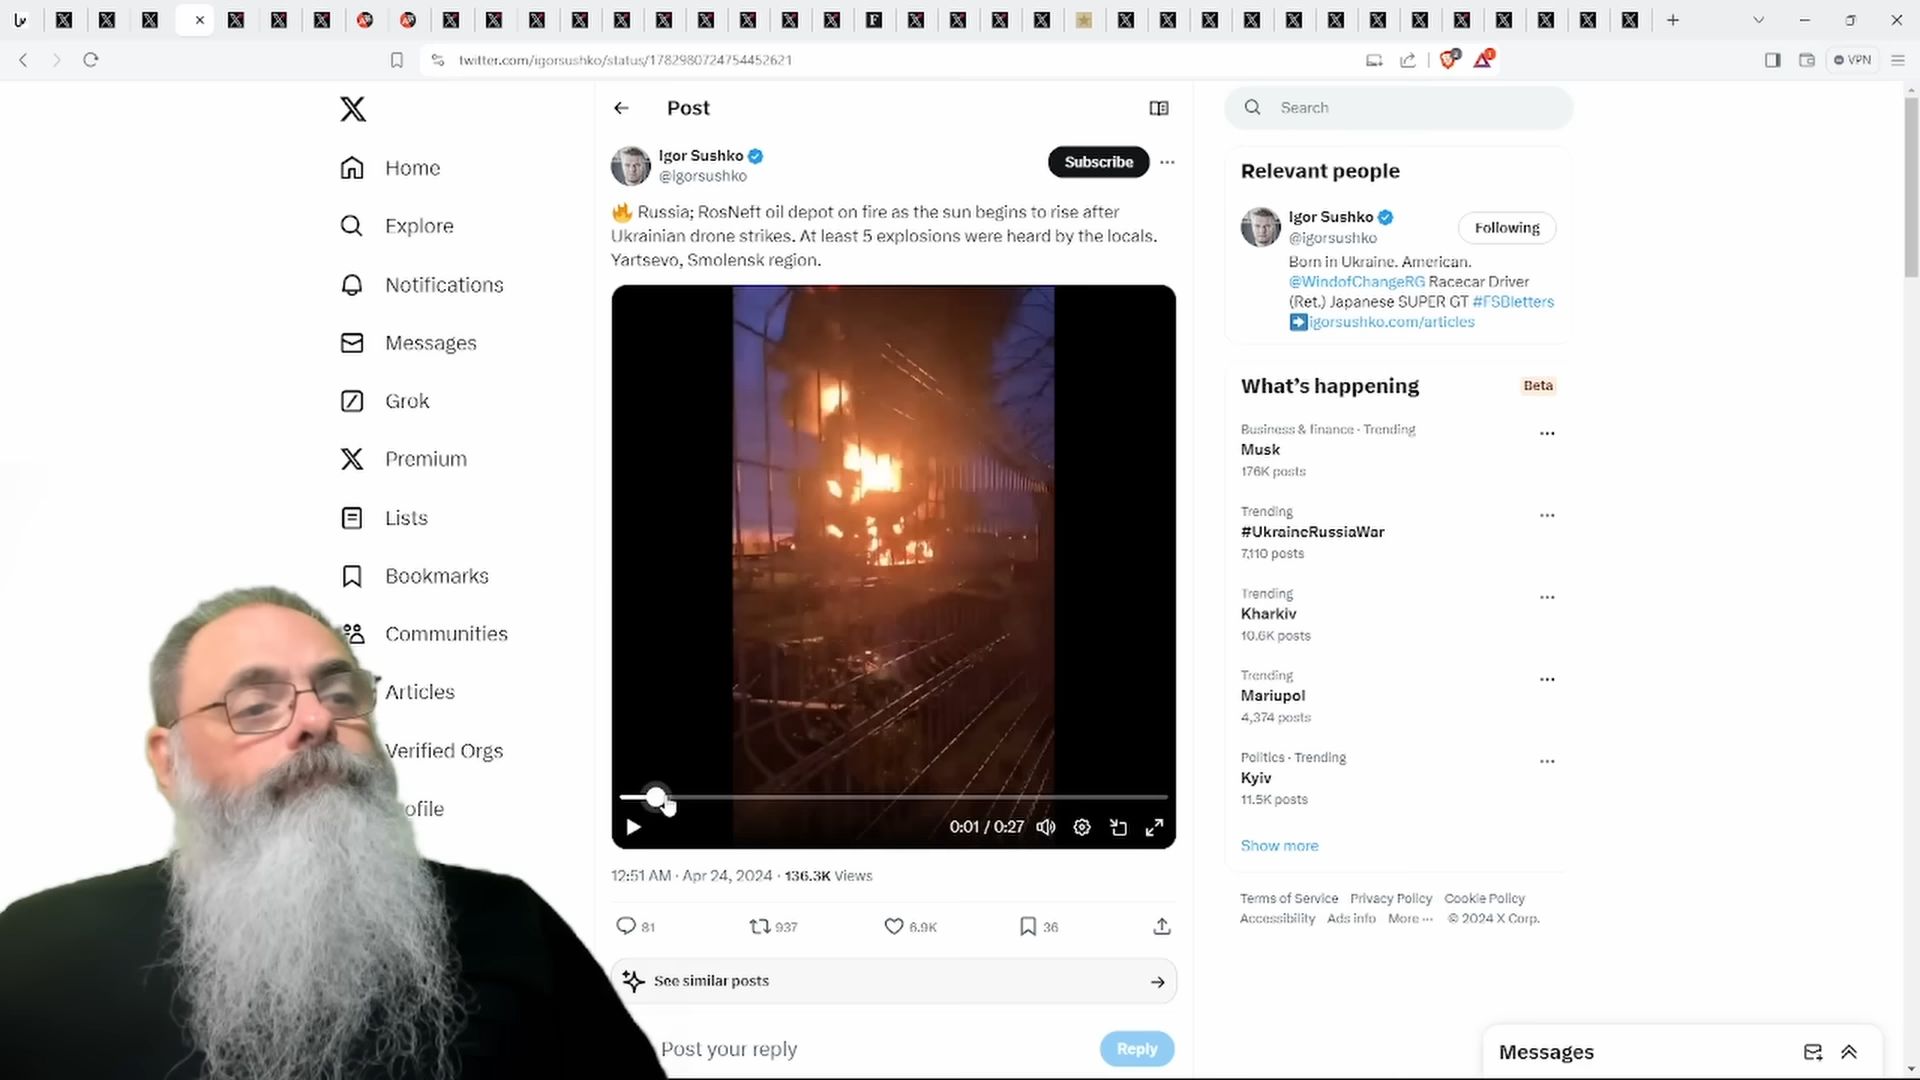 twitter.com/igorsushko/status/1782980724754452621
VPN
Home
Explore
Notifications
Messages
Grok
Premium
Lists
Bookmarks
Communities
Articles
Verified Orgs
ofile
Post
Igor Sushko
@igorsushko
Subscribe
Russia; RosNeft oil depot on fire as the sun begins to rise after
Ukrainian drone strikes. At least 5 explosions were heard by the locals.
Yartsevo, Smolensk region.
0:01 / 0:27
12:51 AM · Apr 24, 2024 · 136.3K Views
81
937
6.9K
36
See similar posts
Post your reply
Reply
Search
Relevant people
Igor Sushko
@igorsushko
Following
Born in Ukraine. American.
@WindofChangeRG Racecar Driver
(Ret.) Japanese SUPER GT #FSBletters
igorsushko.com/articles
What's happening
Beta
Business & finance · Trending
Musk
176K posts
Trending
#UkraineRussiaWar
7,110 posts
Trending
Kharkiv
10.6K posts
Trending
Mariupol
4,374 posts
Politics · Trending
Kyiv
11.5K posts
Show more
Terms of Service Privacy Policy Cookie Policy
Accessibility Ads info More ··· © 2024 X Corp.
Messages